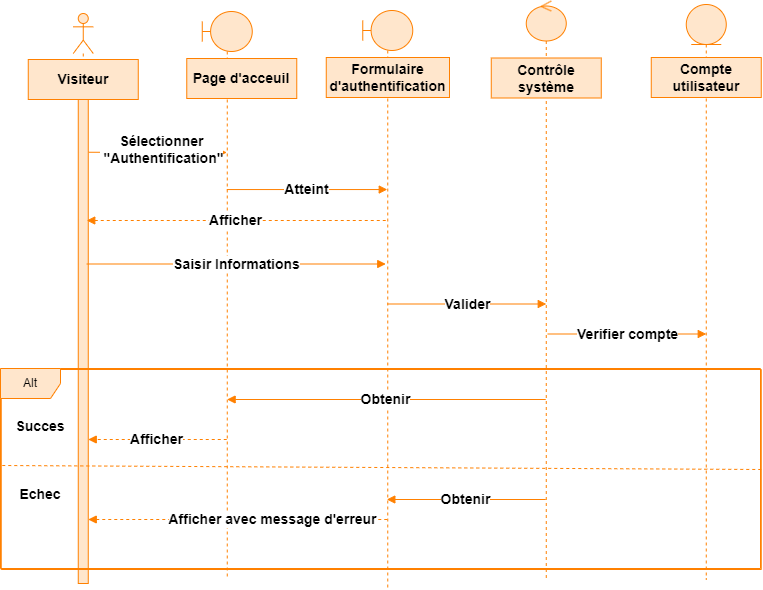 Visiteur
Page d'acceuil
Formulaire
d'authentification
Contrôle
système
Compte
utilisateur
Sélectionner
"Authentification"
Atteint
Afficher
Saisir Informations
Valider
Verifier compte
Alt
Obtenir
Succes
Afficher
Echec
Obtenir
Afficher avec message d'erreur